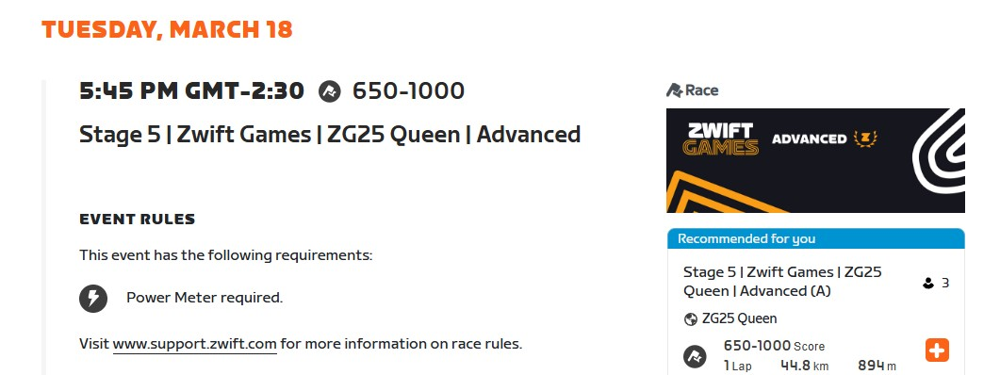 TUESDAY, MARCH 18
5:45 PM GMT-2:30 650-1000
Stage 5 | Zwift Games | ZG25 Queen | Advanced
EVENT RULES
This event has the following requirements:
Power Meter required.
Visit www.support.zwift.com for more information on race rules.
Race
ZWIFT
GAMES
ADVANCED
Z
Recommended for you
Stage 5 | Zwift Games | ZG25
Queen | Advanced (A)
3
ZG25 Queen
650-1000 Score
1 Lap 44.8 km 894 m